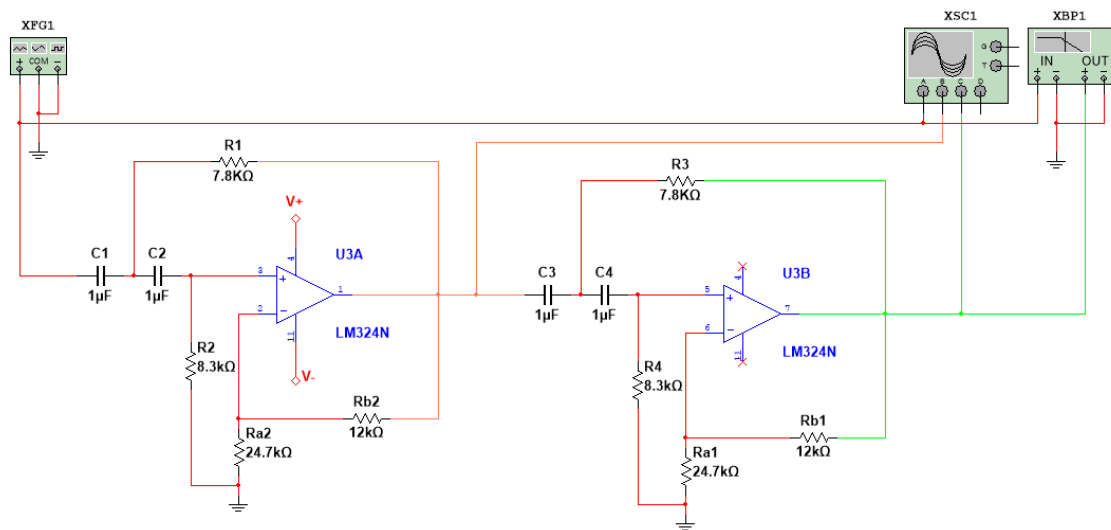 XFG1
COM
XSC1
G
T
A B C D
XBP1
IN OUT
R1
7.8KΩ
R3
7.8KΩ
V+
C1
1µF
C2
1µF
U3A
4
3
2
1
11
LM324N
V-
R2
8.3kΩ
Rb2
12kΩ
Ra2
24.7kΩ
C3
1µF
C4
1µF
U3B
4
5
6
7
11
LM324N
R4
8.3kΩ
Rb1
12kΩ
Ra1
24.7kΩ